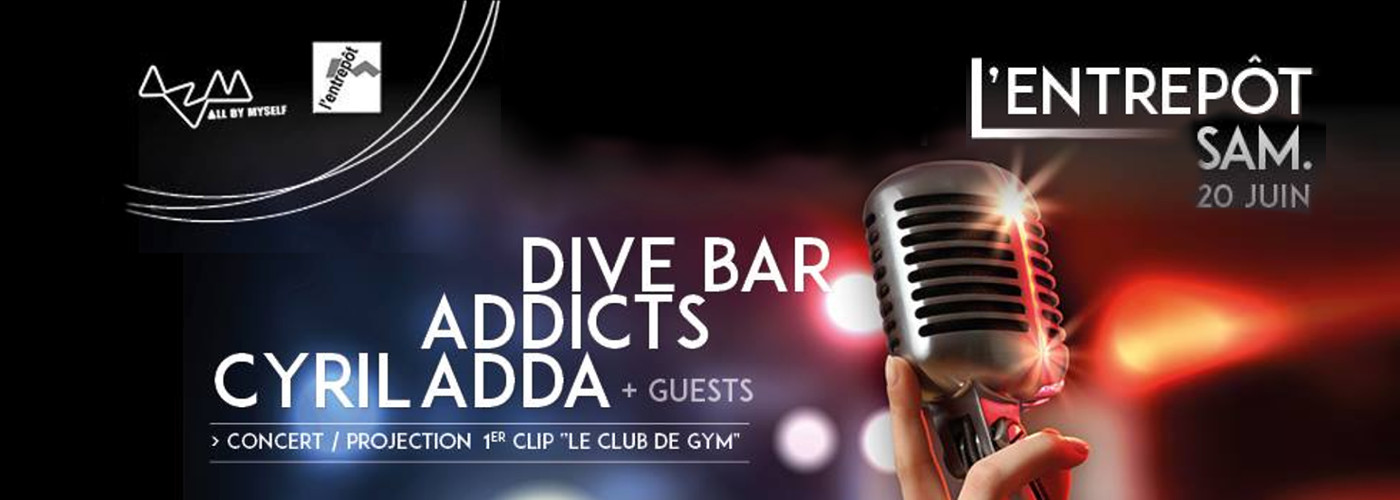 AZM
ALL BY MYSELF
l'entrepôt
L'ENTREPÔT
SAM.
20 JUIN
DIVE BAR
ADDICTS
CYRIL ADDA + GUESTS
> CONCERT / PROJECTION 1ER CLIP "LE CLUB DE GYM"